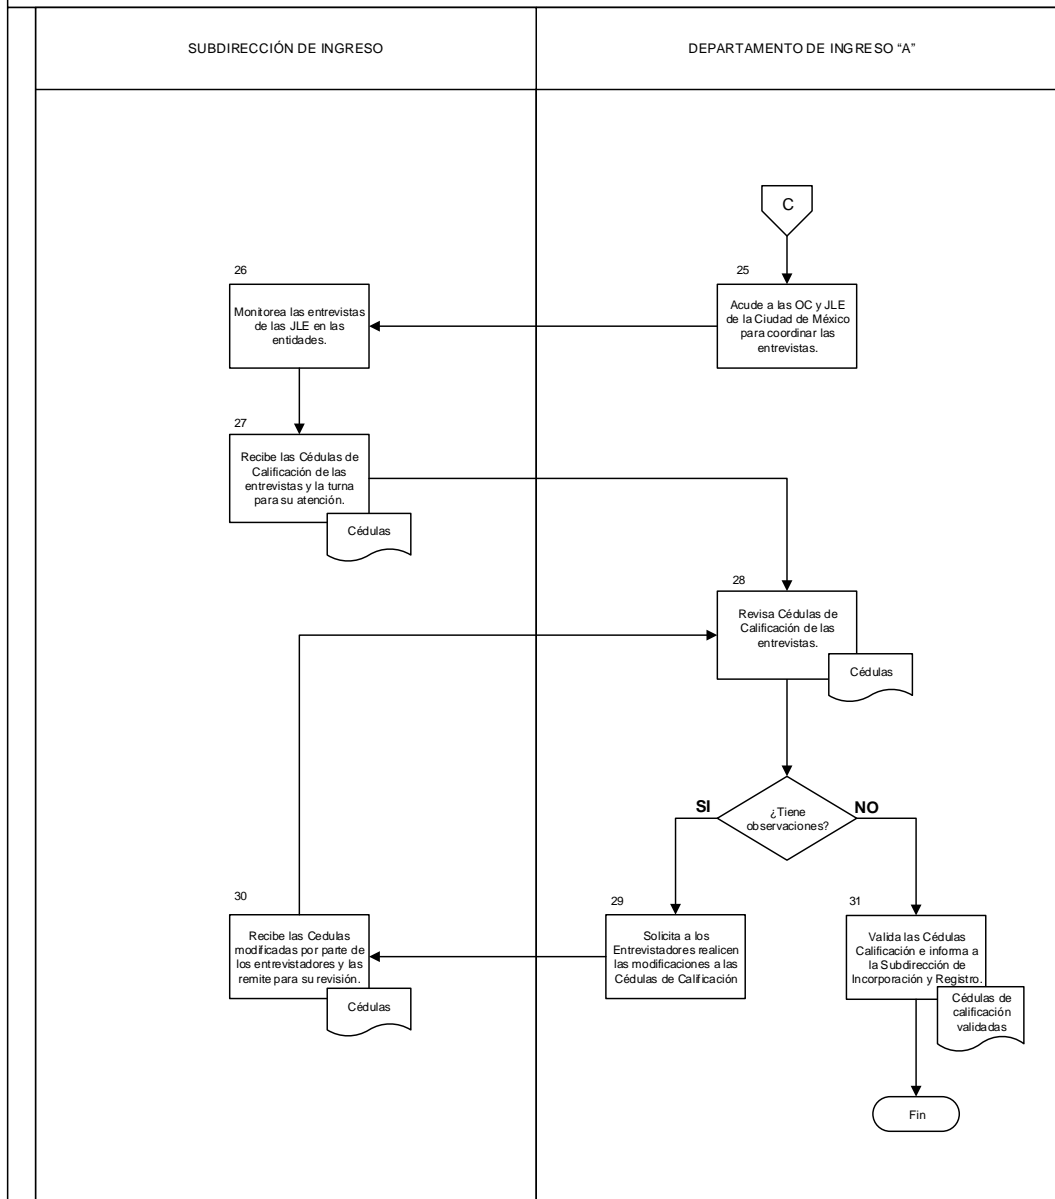 SUBDIRECCIÓN DE INGRESO
DEPARTAMENTO DE INGRESO “A”
C
25
Acude a las OC y JLE
de la Ciudad de México
para coordinar las
entrevistas.
26
Monitorea las entrevistas
de las JLE en las
entidades.
27
Recibe las Cédulas de
Calificación de las
entrevistas y la turna
para su atención.
Cédulas
28
Revisa Cédulas de
Calificación de las
entrevistas.
Cédulas
¿Tiene
observaciones?
SI
NO
29
Solicita a los
Entrevistadores realicen
las modificaciones a las
Cédulas de Calificación
30
Recibe las Cedulas
modificadas por parte de
los entrevistadores y las
remite para su revisión.
Cédulas
31
Valida las Cédulas
Calificación e informa a
la Subdirección de
Incorporación y Registro.
Cédulas de
calificación
validadas
Fin